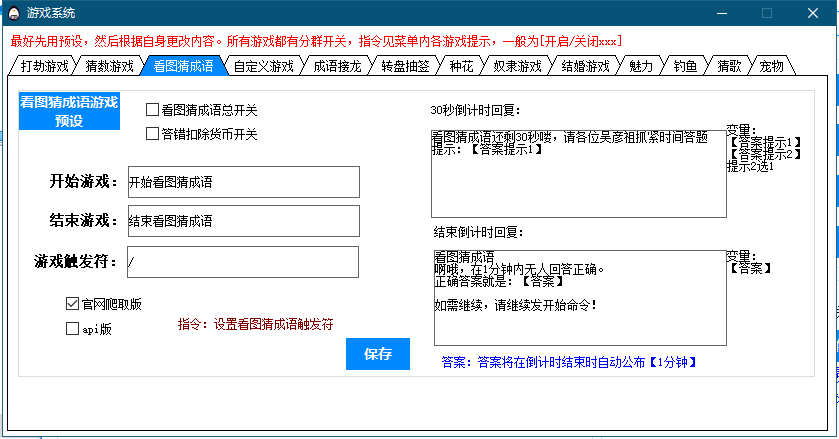 游戏系统
最好先用预设，然后根据自身更改内容。所有游戏都有分群开关，指令见菜单内各游戏提示，一般为[开启/关闭xxx]
打劫游戏 猜数游戏 看图猜成语 自定义游戏 成语接龙 转盘抽签 种花 奴隶游戏 结婚游戏 魅力 钓鱼 猜歌 宠物
看图猜成语游戏
预设
看图猜成语总开关
答错扣除货币开关
开始游戏：
开始看图猜成语
结束游戏：
结束看图猜成语
游戏触发符：
/
官网爬取版
api版
指令：设置看图猜成语触发符
保存
30秒倒计时回复：
看图猜成语还剩30秒喽，请各位吴彦祖抓紧时间答题
提示：【答案提示1】
变量：
【答案提示1】
【答案提示2】
提示2选1
结束倒计时回复：
看图猜成语
啊哦，在1分钟内无人回答正确。
正确答案就是：【答案】
如需继续，请继续发开始命令！
变量：
【答案】
答案：答案将在倒计时结束时自动公布【1分钟】